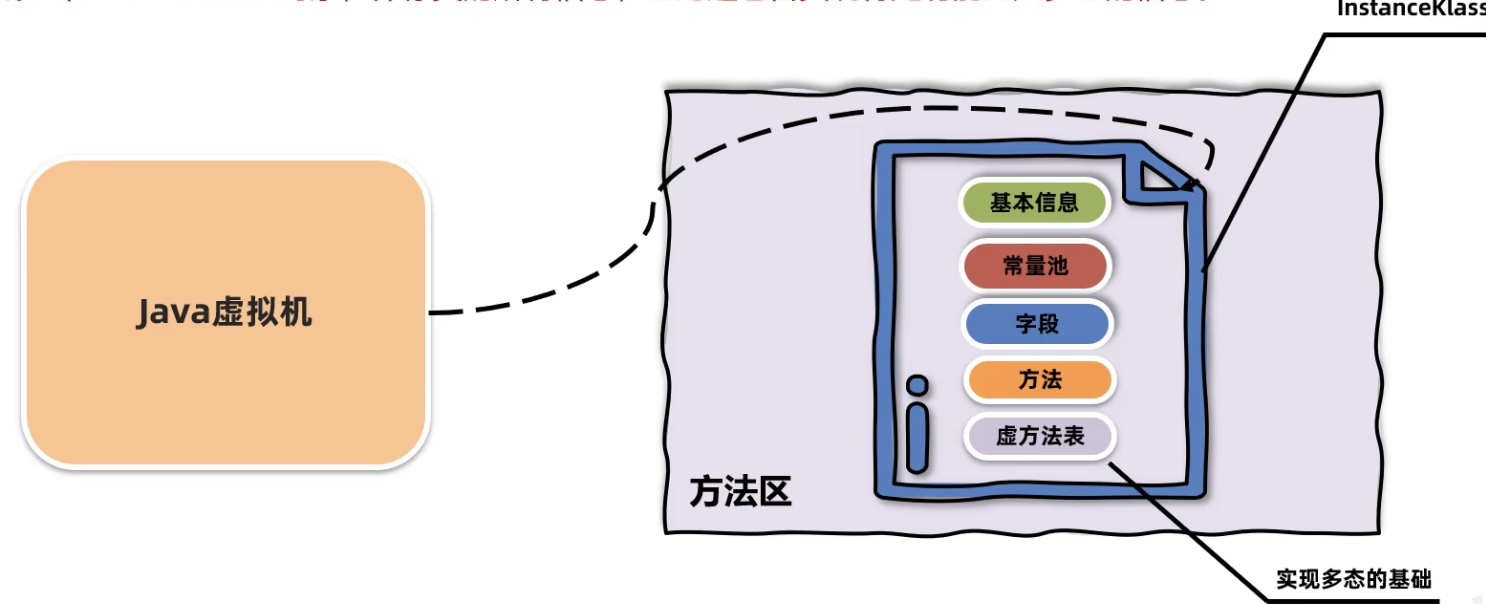 InstanceKlass
基本信息
常量池
Java虚拟机
字段
方法
虚方法表
方法区
实现多态的基础